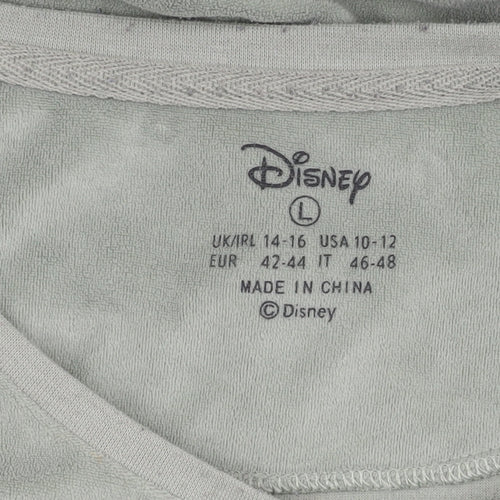 Disney
L
UK/IRL 14-16 USA 10-12
EUR 42-44 IT 46-48
MADE IN CHINA
©Disney